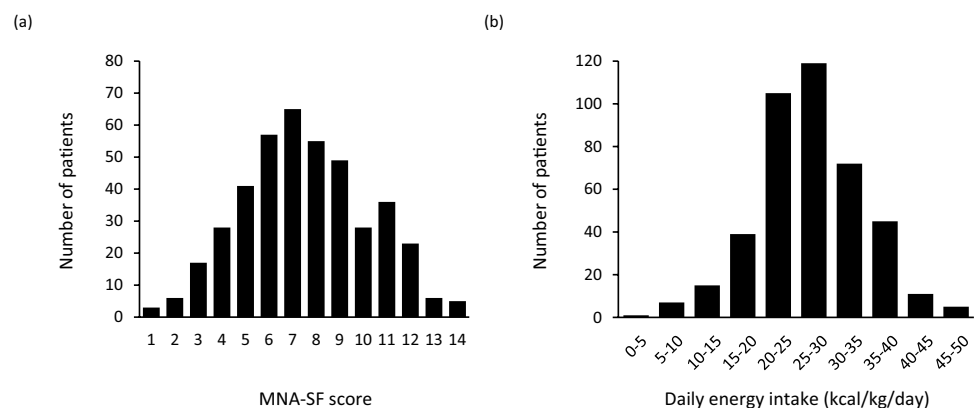 (a)
(b)
Number of patients
80
70
60
50
40
30
20
10
0
1 2 3 4 5 6 7 8 9 10 11 12 13 14
MNA-SF score
Number of patients
120
100
80
60
40
20
0
0-5 5-10 10-15 15-20 20-25 25-30 30-35 35-40 40-45 45-50
Daily energy intake (kcal/kg/day)